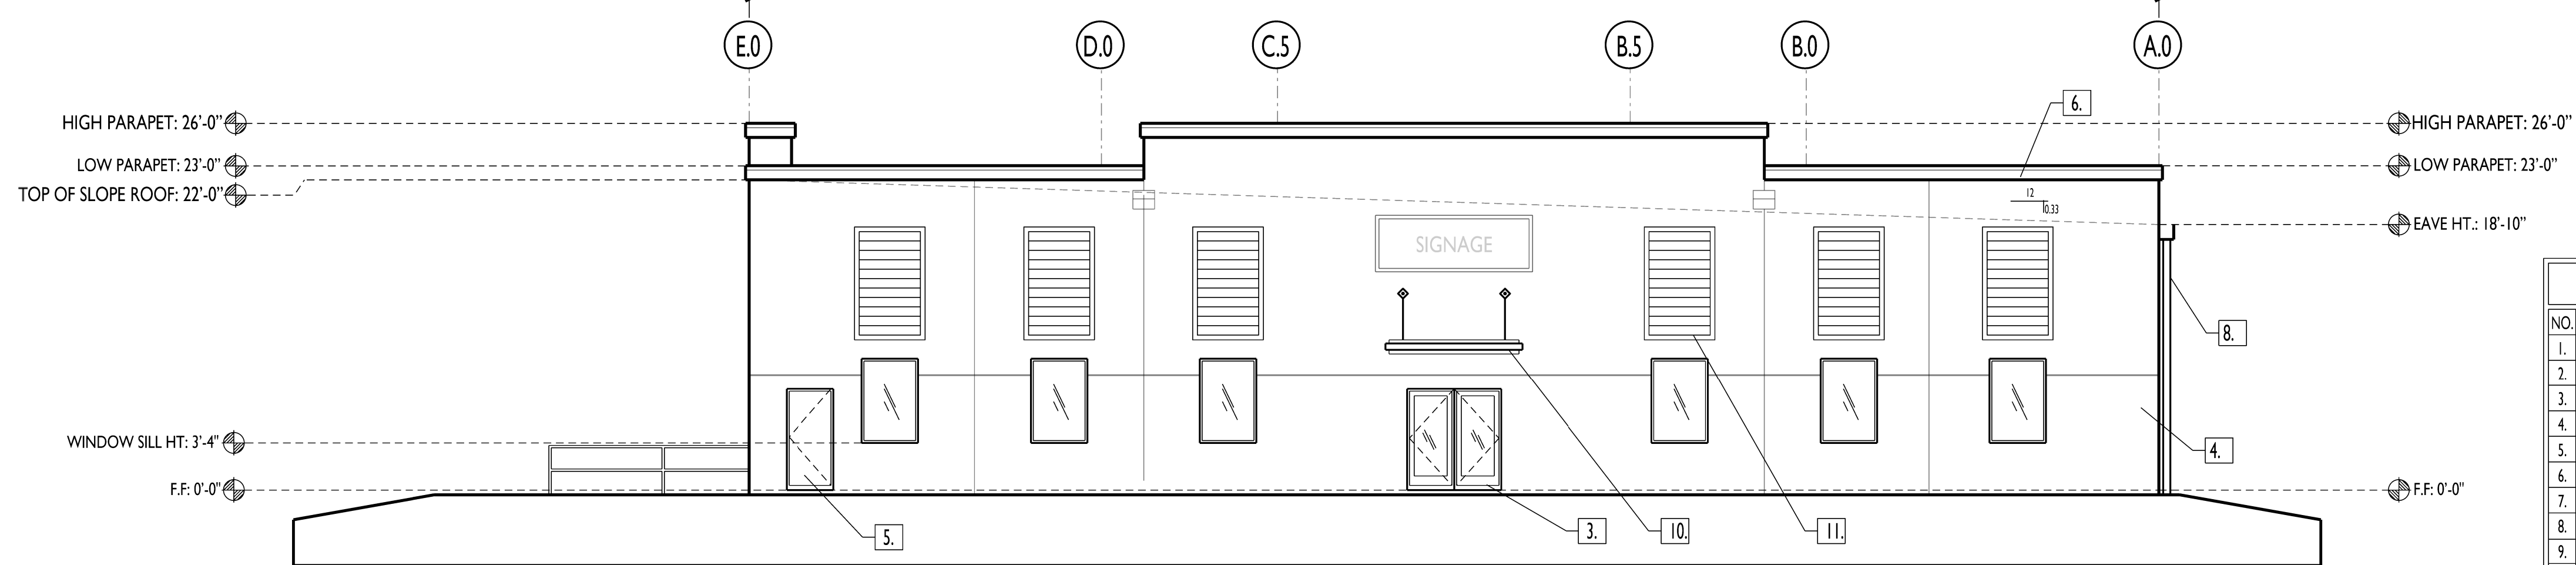 E.0
D.0
C.5
B.5
B.0
A.0
6.
HIGH PARAPET: 26'-0"
HIGH PARAPET: 26'-0"
LOW PARAPET: 23'-0"
LOW PARAPET: 23'-0"
TOP OF SLOPE ROOF: 22'-0"
12
0.33
EAVE HT.: 18'-10"
SIGNAGE
8.
NO.
1.
2.
3.
4.
5.
6.
7.
8.
9.
WINDOW SILL HT: 3'-4"
4.
F.F: 0'-0"
F.F: 0'-0"
5.
3.
10.
11.